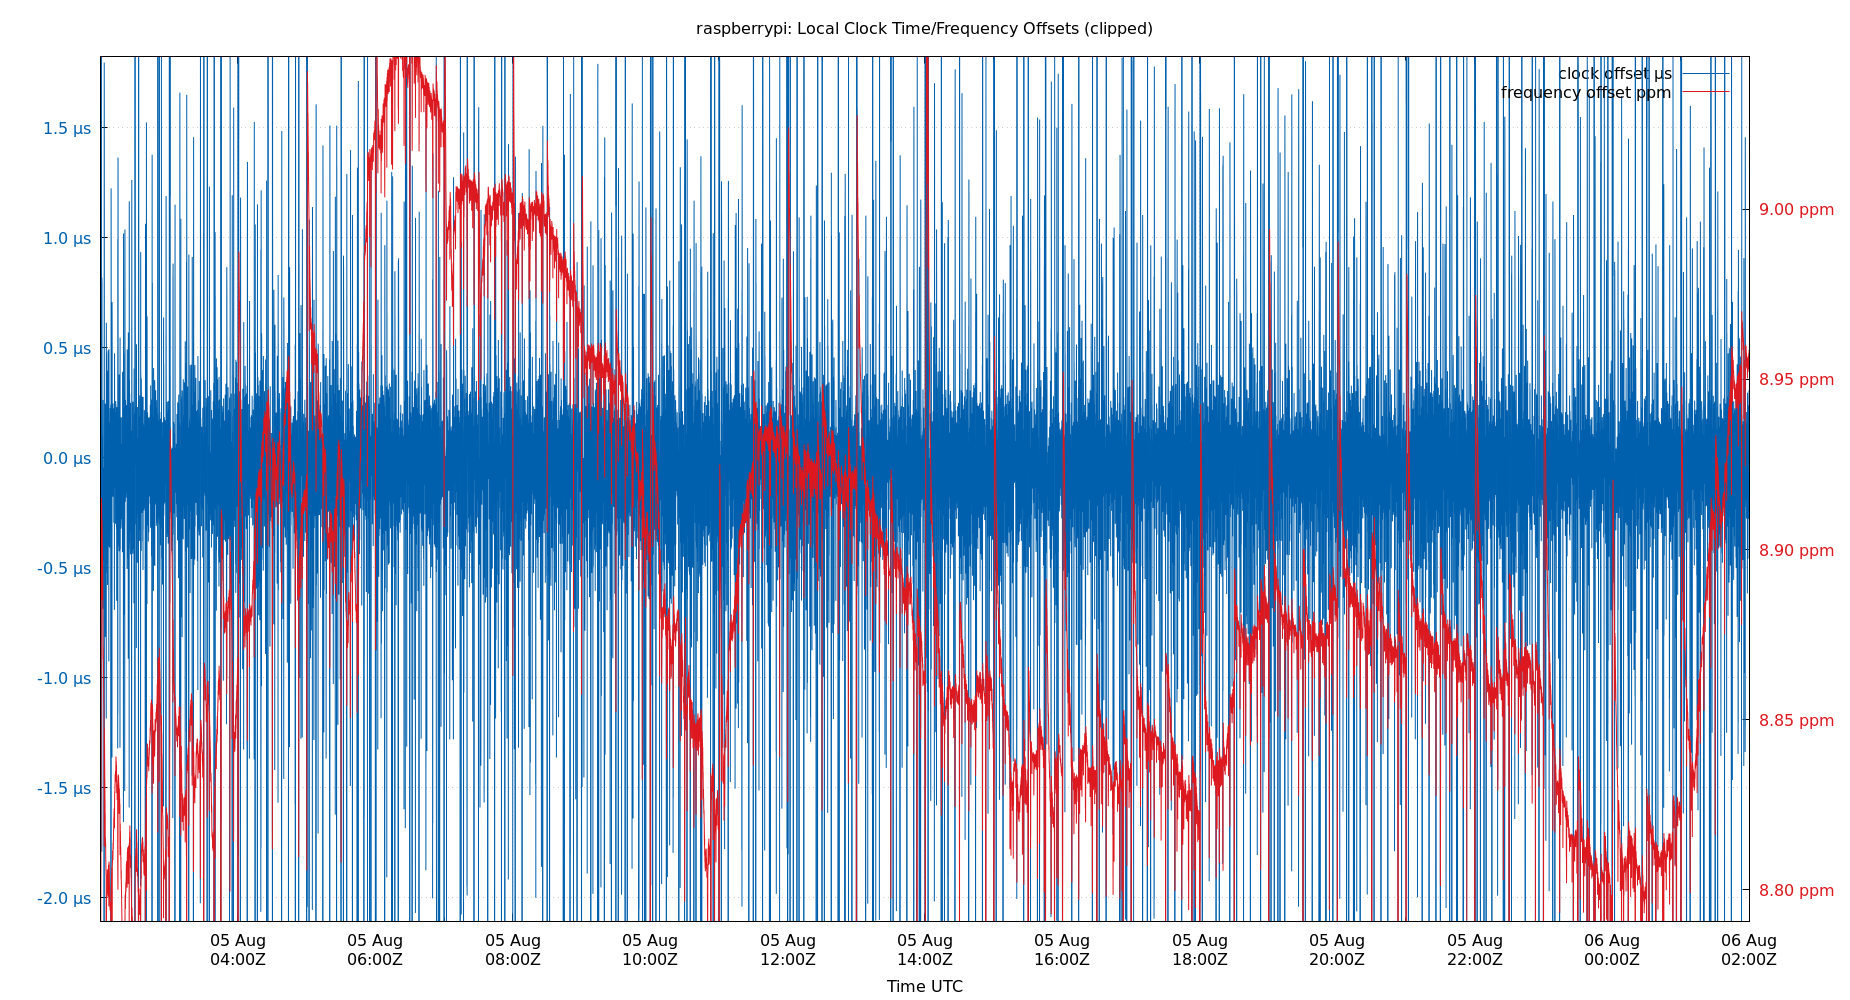 raspberrypi: Local Clock Time/Frequency Offsets (clipped)
clock offset µs
frequency offset ppm
1.5 µs
1.0 µs
0.5 µs
0.0 µs
-0.5 µs
-1.0 µs
-1.5 µs
-2.0 µs
9.00 ppm
8.95 ppm
8.90 ppm
8.85 ppm
8.80 ppm
05 Aug 05 Aug 05 Aug 05 Aug 05 Aug 05 Aug 05 Aug 05 Aug 05 Aug 05 Aug 06 Aug 06 Aug
04:00Z 06:00Z 08:00Z 10:00Z 12:00Z 14:00Z 16:00Z 18:00Z 20:00Z 22:00Z 00:00Z 02:00Z
Time UTC